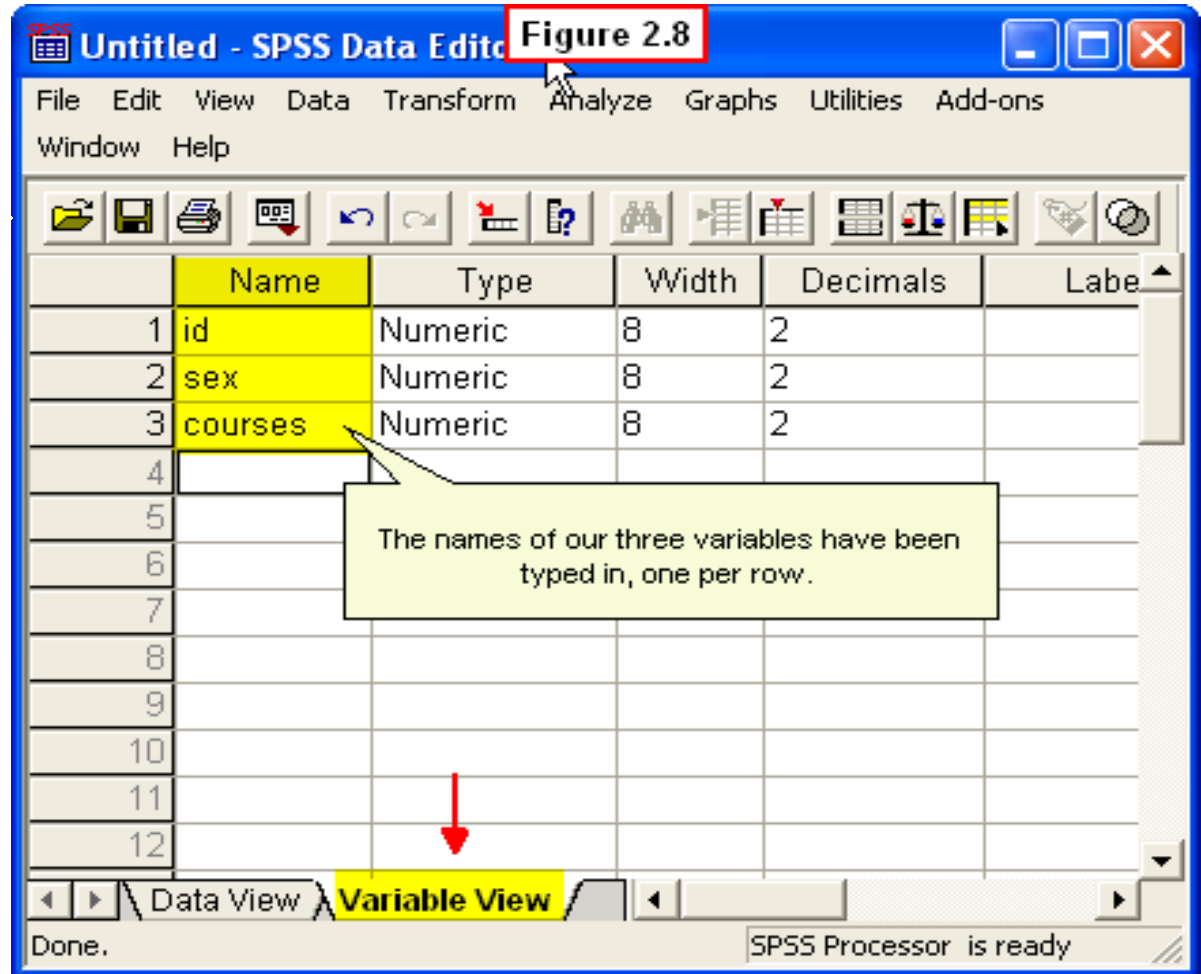 SPSS
Untitled - SPSS Data Edito
Figure 2.8
File Edit View Data Transform Analyze Graphs Utilities Add-ons
Window Help
Name Type Width Decimals Labe
1 id Numeric 8 2
2 sex Numeric 8 2
3 courses Numeric 8 2
4
5
The names of our three variables have been
6
typed in, one per row.
7
8
9
10
11
12
Data View Variable View
Done. SPSS Processor is ready